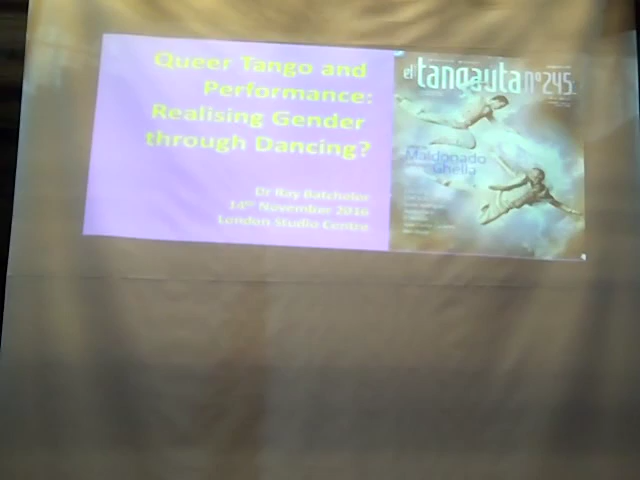 Queer Tango and
Performance:
Realising Gender
through Dancing?
Dr Ray Batchelor
14th November 2016
London Studio Centre
el tangauta nº245
Maldonado
Ghella